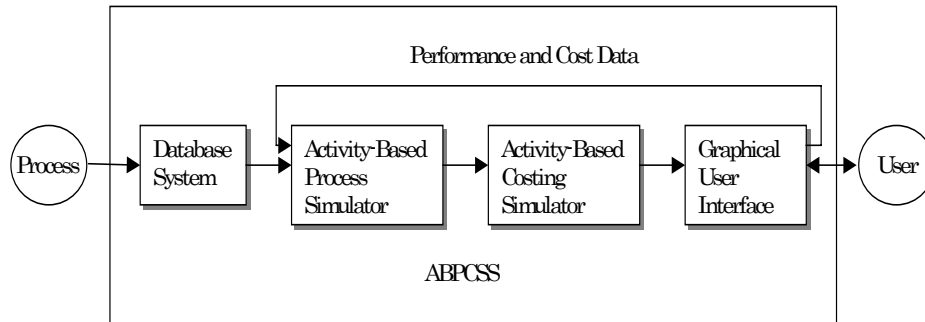 Performance and Cost Data
Process
Database
System
Activity-Based
Process
Simulator
Activity-Based
Costing
Simulator
Graphical
User
Interface
User
ABPCSS